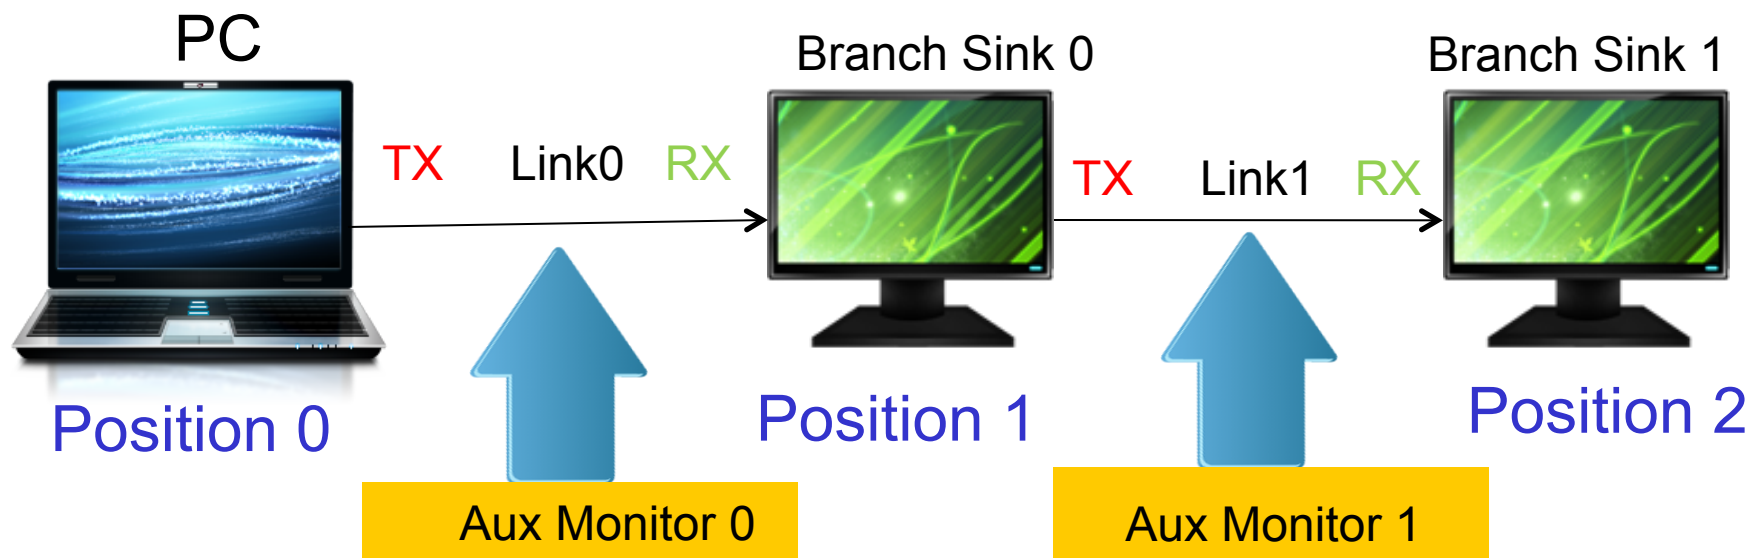 PC
Branch Sink 0
Branch Sink 1
TX Link0 RX
TX Link1 RX
Position 0
Position 1
Position 2
Aux Monitor 0
Aux Monitor 1